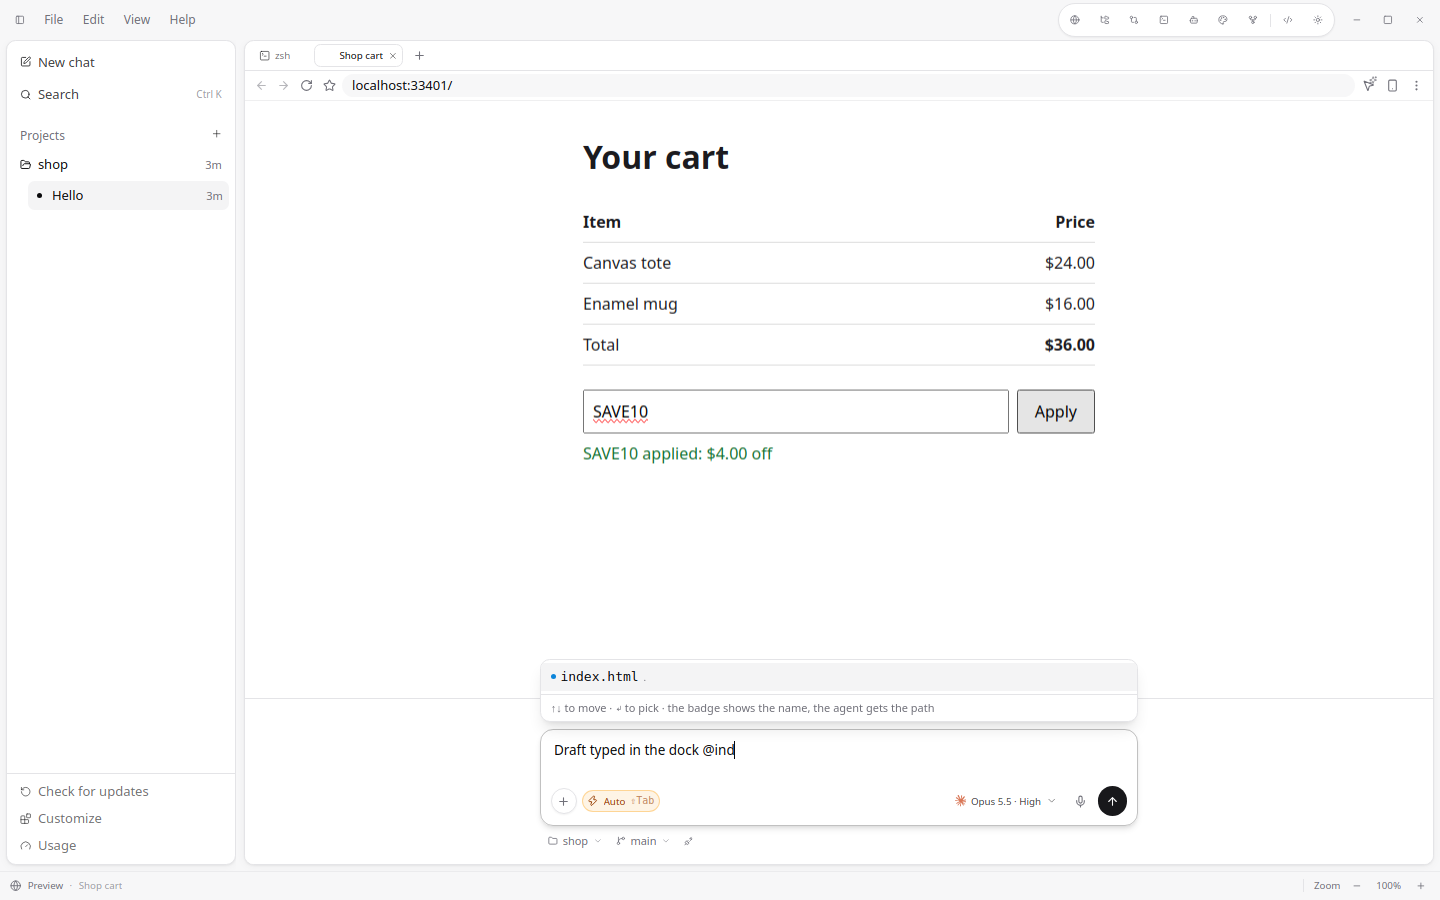 File Edit View Help
New chat
Search Ctrl K
Projects
shop 3m
Hello 3m
Check for updates
Customize
Usage
zsh Shop cart
localhost:33401/
Your cart
Item Price
Canvas tote $24.00
Enamel mug $16.00
Total $36.00
SAVE10 Apply
SAVE10 applied: $4.00 off
index.html .
↑↓ to move · ↵ to pick · the badge shows the name, the agent gets the path
Draft typed in the dock @ind
Auto ⇧Tab Opus 5.5 · High
shop main
Preview · Shop cart Zoom − 100% +